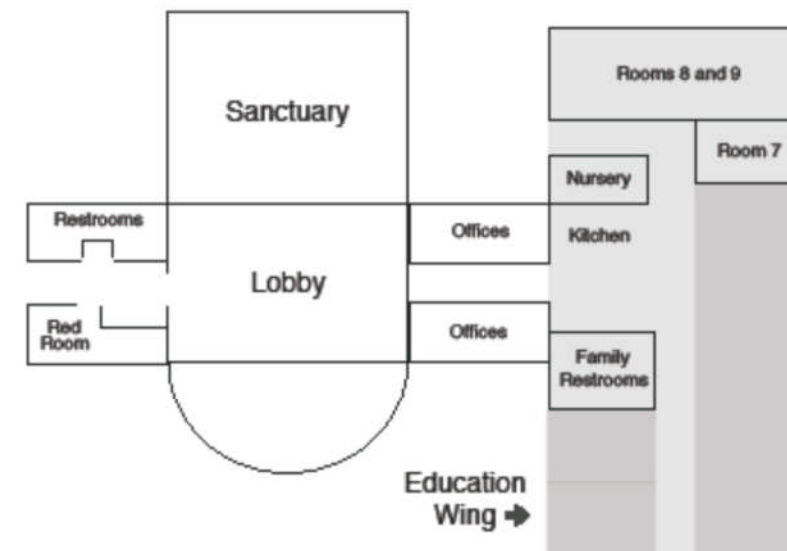 Rooms 8 and 9
Sanctuary
Room 7
Nursery
Restrooms
Offices
Kitchen
Lobby
Red
Room
Offices
Family
Restrooms
Education
Wing